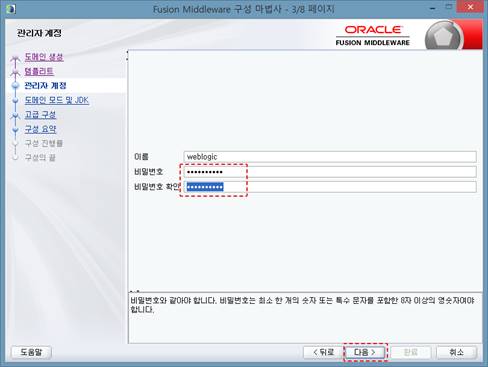 Fusion Middleware 구성 마법사 - 3/8 페이지
관리자 계정
ORACLE
FUSION MIDDLEWARE
도메인 생성
템플리트
관리자 계정
도메인 모드 및 JDK
고급 구성
구성 요약
구성 진행률
구성의 끝
이름 weblogic
비밀번호 ••••••••••
비밀번호 확인 ••••••••••
비밀번호와 같아야 합니다. 비밀번호는 최소 한 개의 숫자 또는 특수 문자를 포함한 8자 이상의 영숫자여야
합니다.
도움말 < 뒤로 다음 > 완료 취소